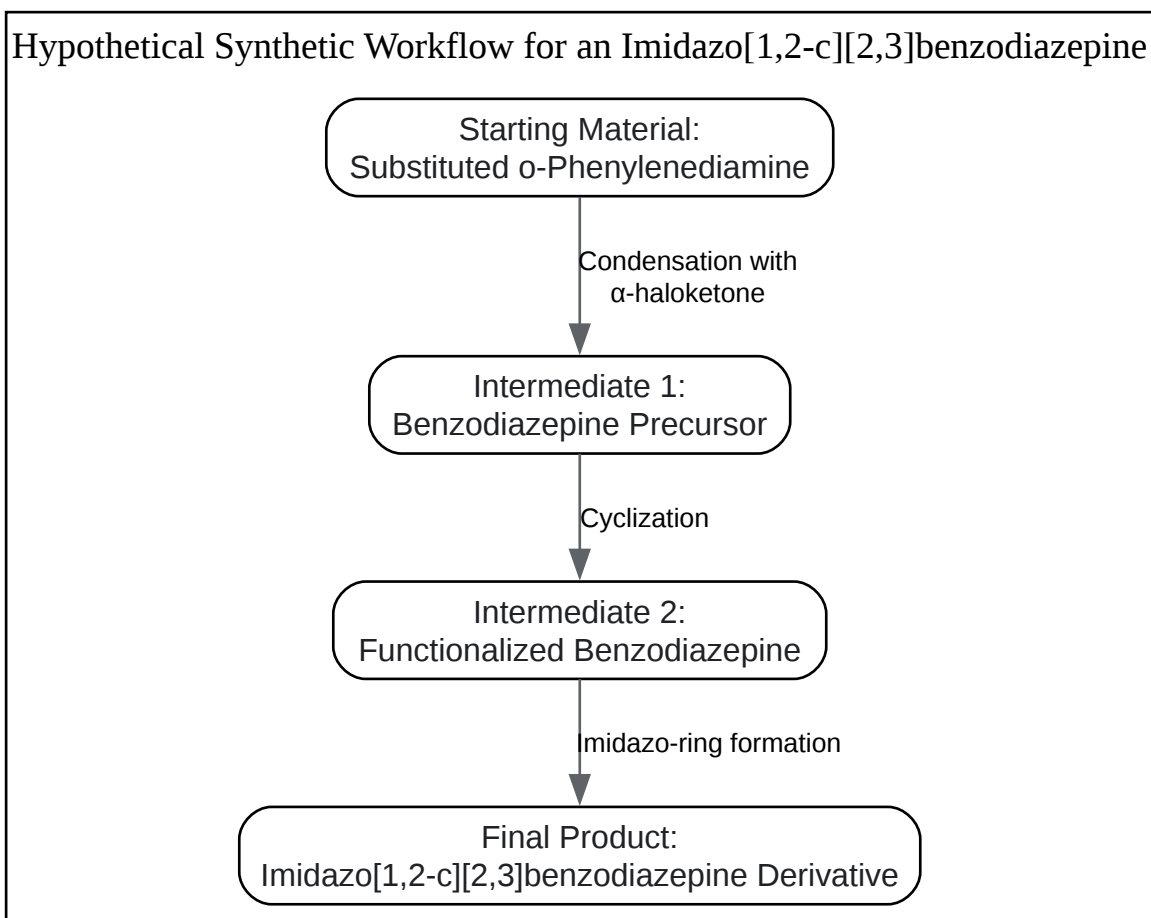 Hypothetical Synthetic Workflow for an Imidazo[1,2-c][2,3]benzodiazepine
Starting Material:
Substituted o-Phenylenediamine
Condensation with
α-haloketone
Intermediate 1:
Benzodiazepine Precursor
Cyclization
Intermediate 2:
Functionalized Benzodiazepine
Imidazo-ring formation
Final Product:
Imidazo[1,2-c][2,3]benzodiazepine Derivative